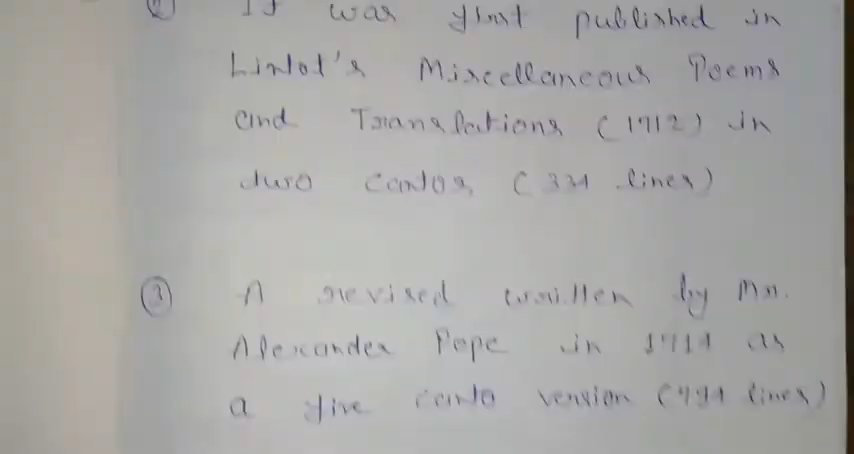 ② It was first published in
Lintot's Miscellaneous Poems
and Translations (1712) in
two cantos, (334 lines)
③ A revised written by Mr.
Alexander Pope in 1714 as
a five canto version (794 lines)